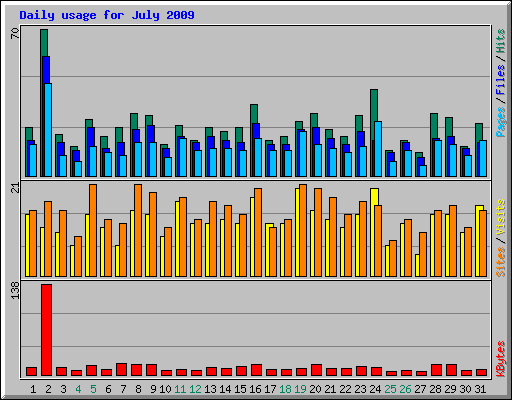 Daily usage for July 2009
70
Pages / Files / Hits
21
Sites / Visits
138
KBytes
1 2 3 4 5 6 7 8 9 10 11 12 13 14 15 16 17 18 19 20 21 22 23 24 25 26 27 28 29 30 31